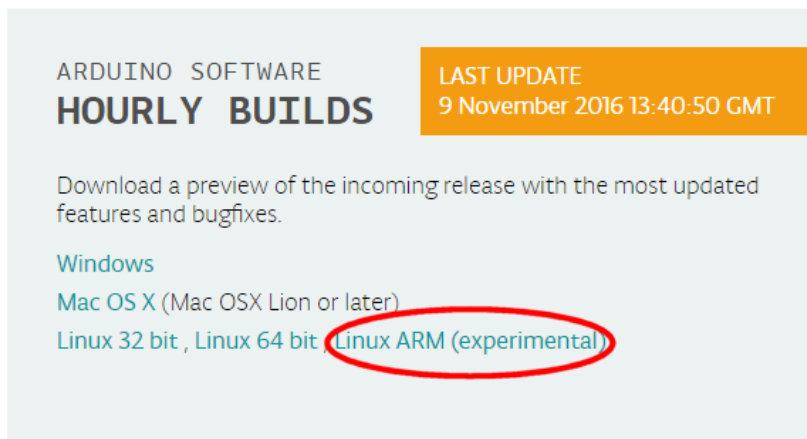 ARDUINO SOFTWARE
HOURLY BUILDS
LAST UPDATE
9 November 2016 13:40:50 GMT
Download a preview of the incoming release with the most updated
features and bugfixes.
Windows
Mac OS X (Mac OSX Lion or later)
Linux 32 bit , Linux 64 bit , Linux ARM (experimental)